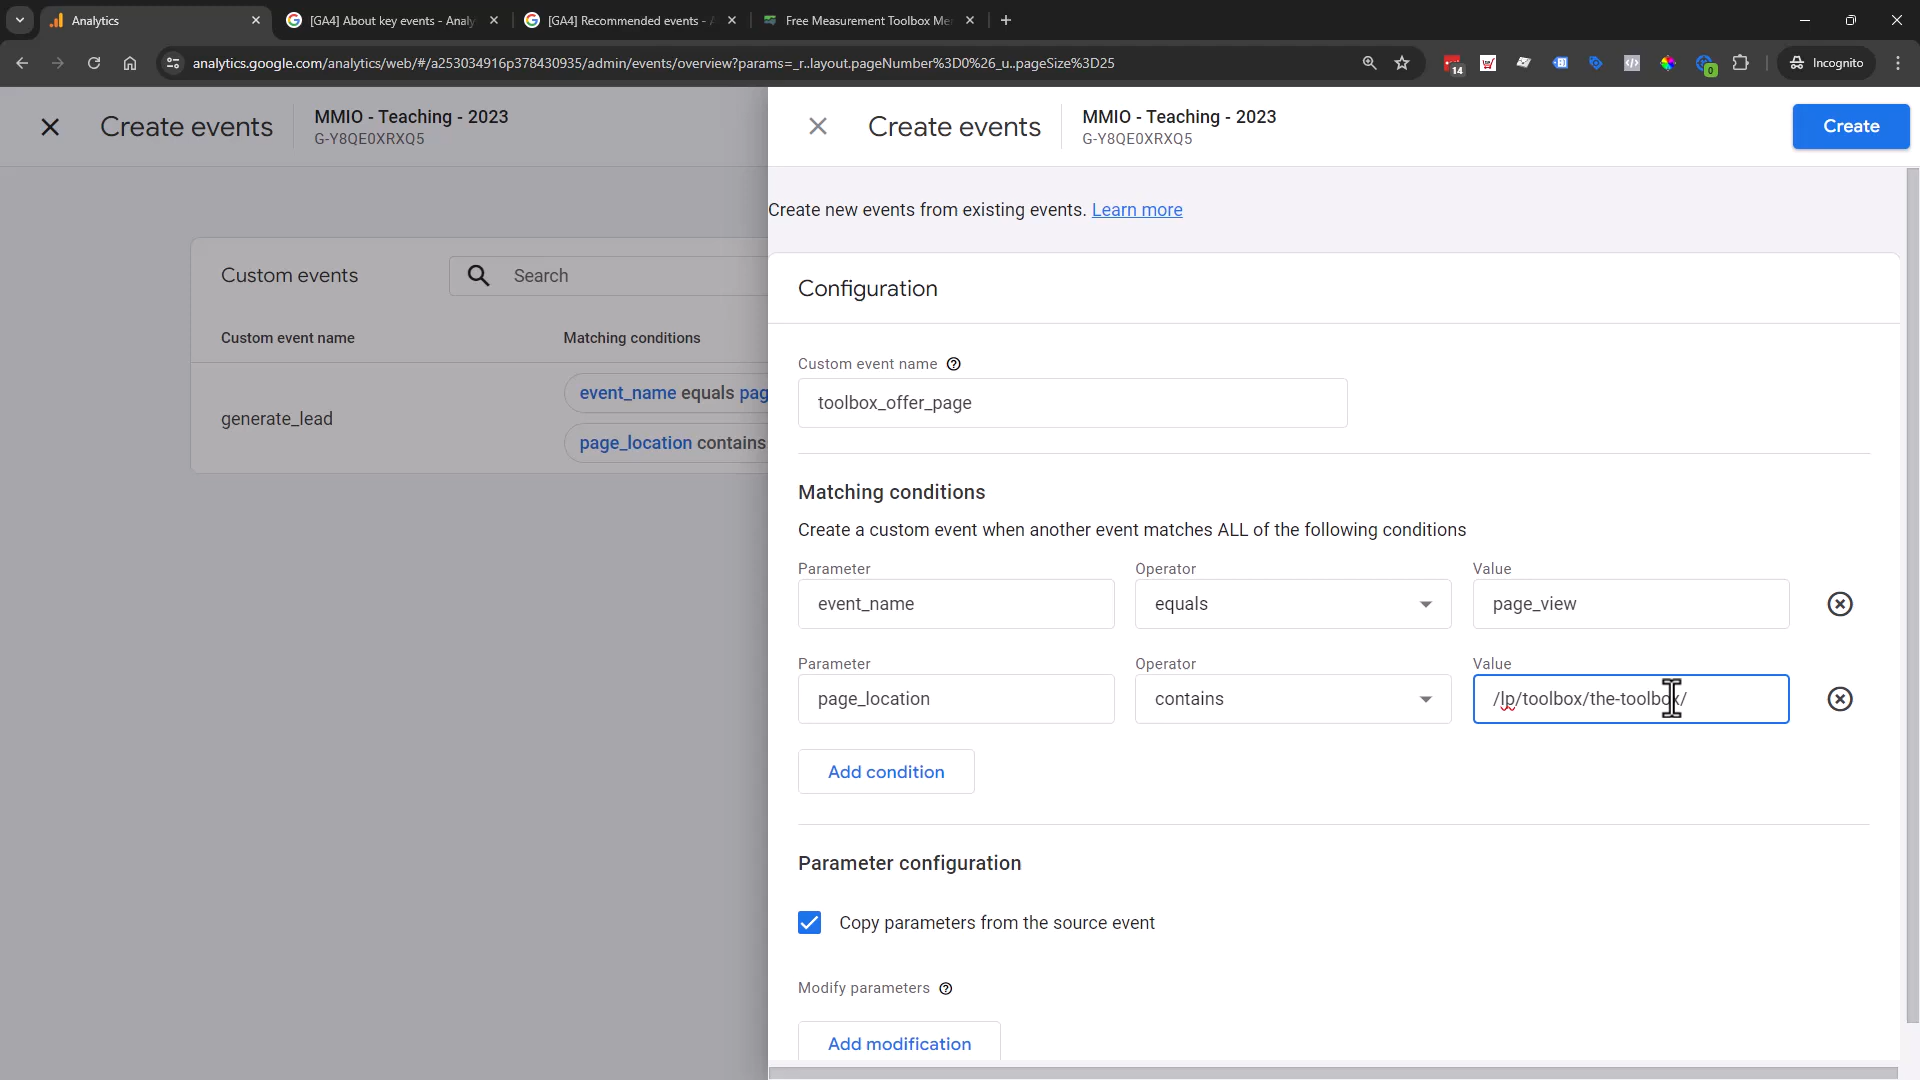 Analytics
[GA4] About key events - Analy
[GA4] Recommended events - A
Free Measurement Toolbox Me
analytics.google.com/analytics/web/#/a253034916p378430935/admin/events/overview?params=_r..layout.pageNumber%3D0%26_u..pageSize%3D25
14
0
Incognito
Create events
MMIO - Teaching - 2023
G-Y8QE0XRXQ5
Custom events
Search
Custom event name
Matching conditions
generate_lead
event_name equals pag
page_location contains
Create events
MMIO - Teaching - 2023
G-Y8QE0XRXQ5
Create
Create new events from existing events. Learn more
Configuration
Custom event name
toolbox_offer_page
Matching conditions
Create a custom event when another event matches ALL of the following conditions
Parameter Operator Value
event_name equals page_view
Parameter Operator Value
page_location contains /lp/toolbox/the-toolbox/
Add condition
Parameter configuration
Copy parameters from the source event
Modify parameters
Add modification